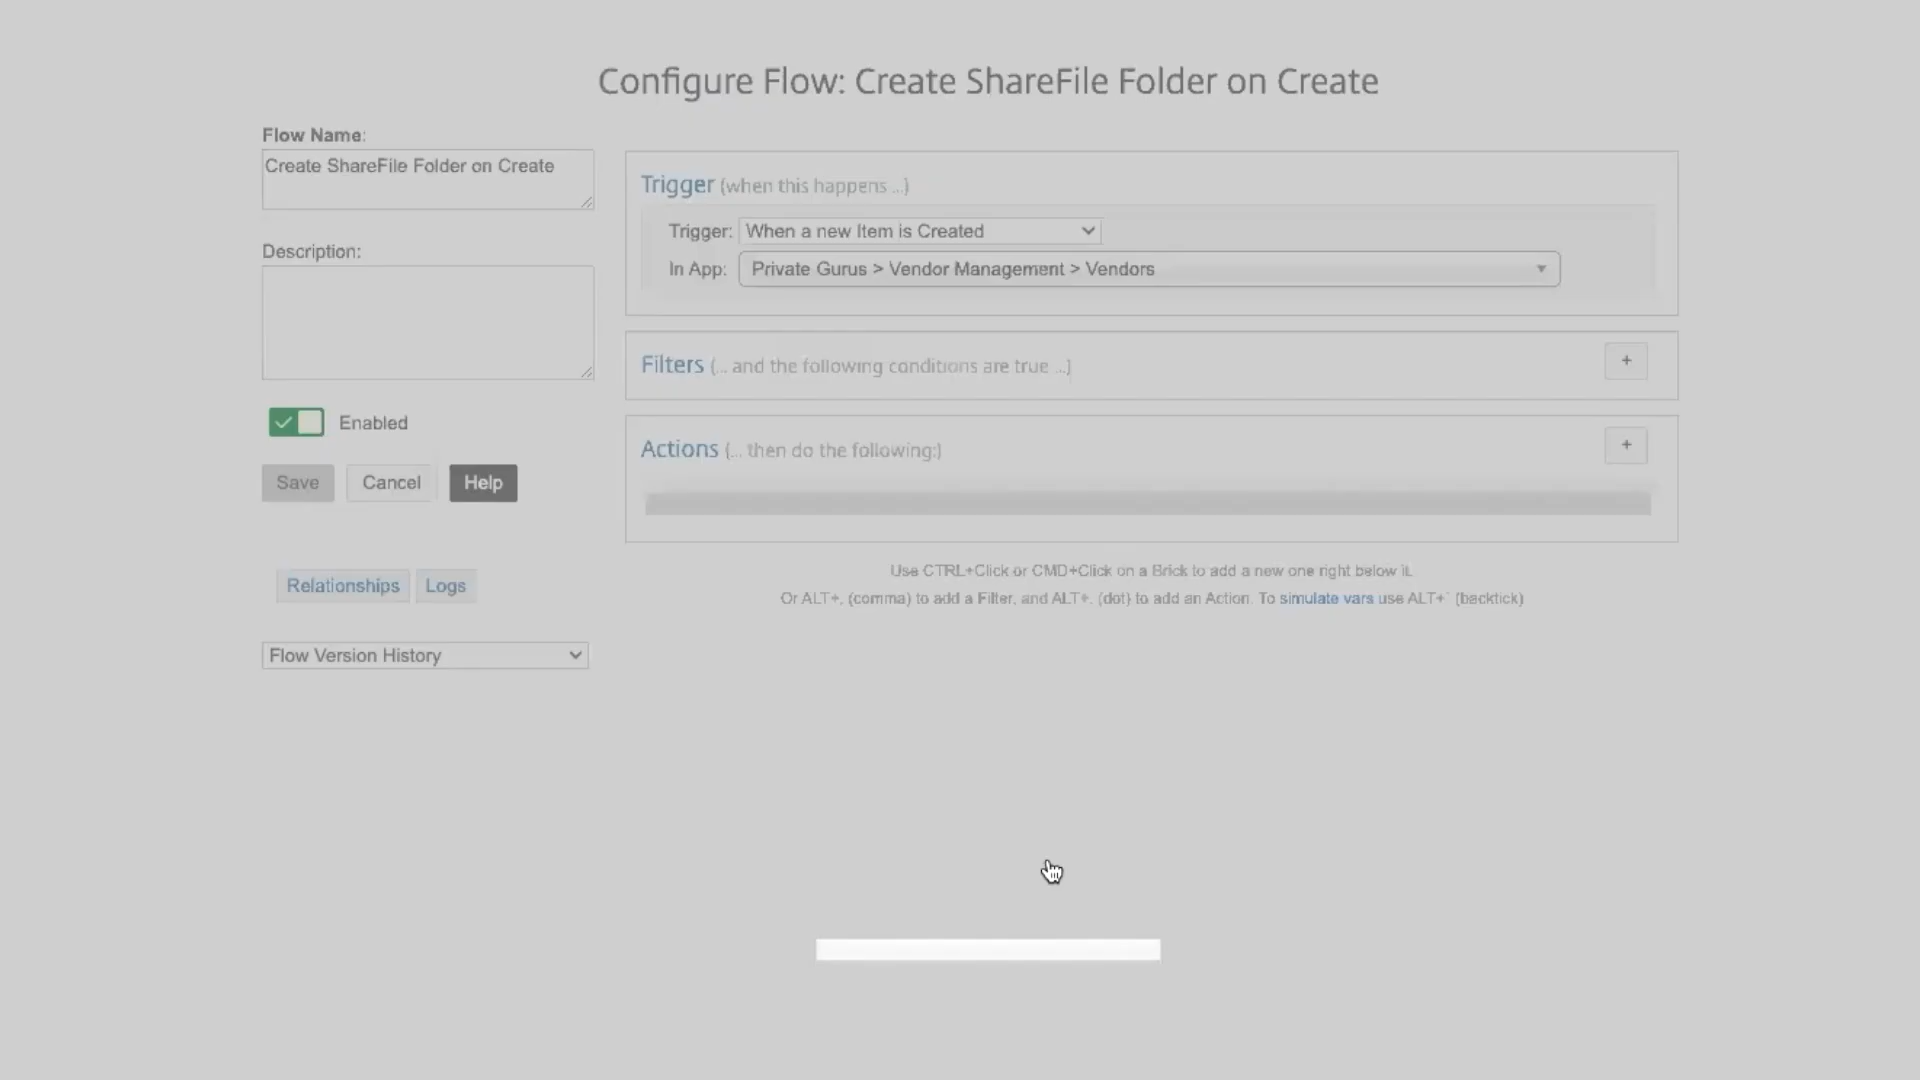 Configure Flow: Create ShareFile Folder on Create
Flow Name:
Create ShareFile Folder on Create
Description:
Enabled
Save Cancel Help
Relationships Logs
Flow Version History
Trigger (when this happens ...)
Trigger: When a new Item is Created
In App: Private Gurus > Vendor Management > Vendors
Filters (... and the following conditions are true ...)
+
Actions (... then do the following:)
+
Use CTRL+Click or CMD+Click on a Brick to add a new one right below it.
Or ALT+, (comma) to add a Filter, and ALT+. (dot) to add an Action. To simulate vars use ALT+` (backtick)